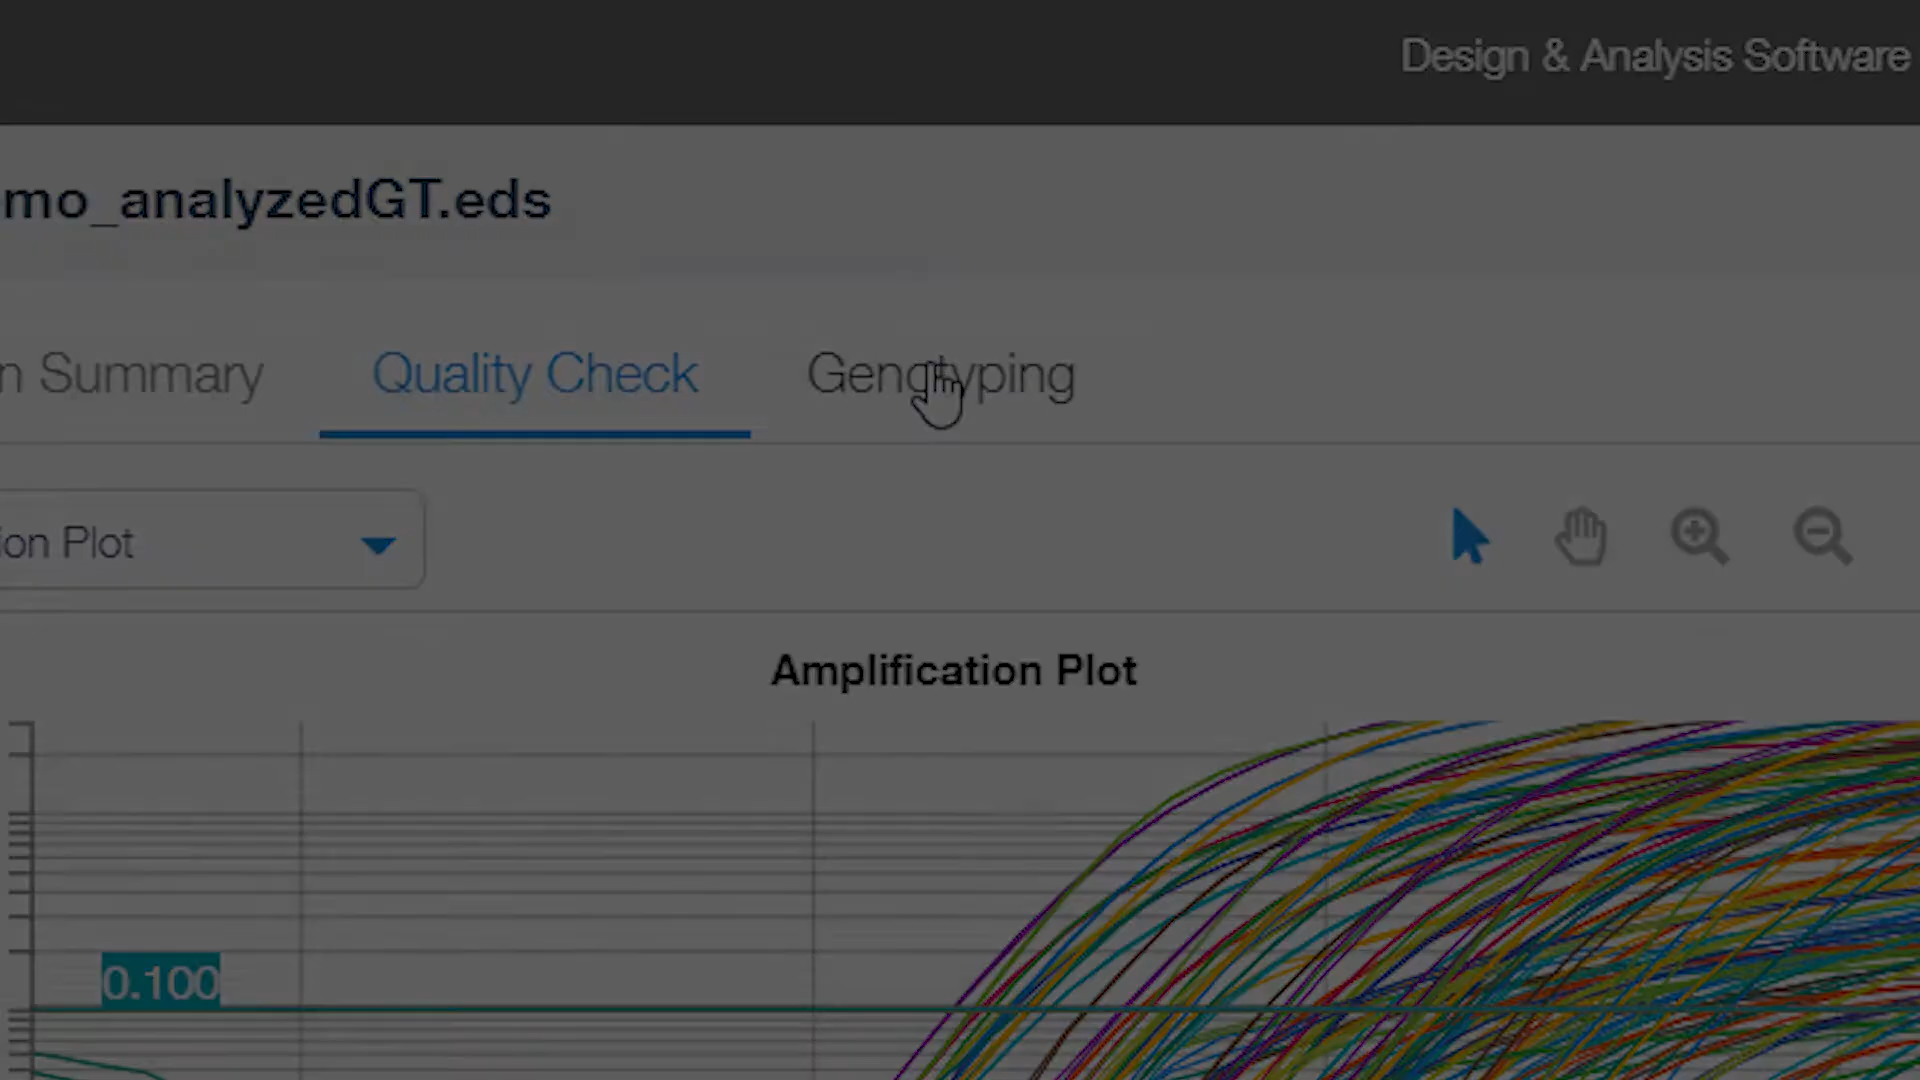 Design & Analysis Software
mo_analyzedGT.eds
n Summary
Quality Check
Genotyping
ion Plot
Amplification Plot
0.100